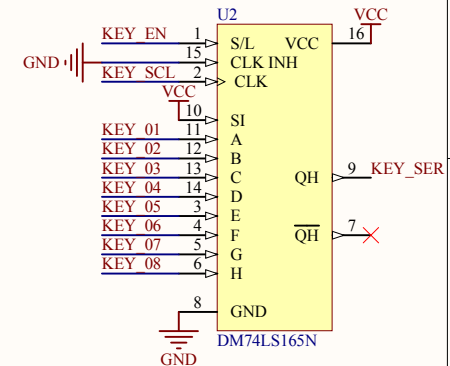 U2
VCC
KEY_EN 1 S/L VCC 16
GND 15 CLK INH
KEY_SCL 2 CLK
VCC
10 SI
KEY_01 11 A
KEY_02 12 B
KEY_03 13 C QH 9 KEY_SER
KEY_04 14 D
KEY_05 3 E
KEY_06 4 F QH 7
KEY_07 5 G
KEY_08 6 H
8 GND
DM74LS165N
GND